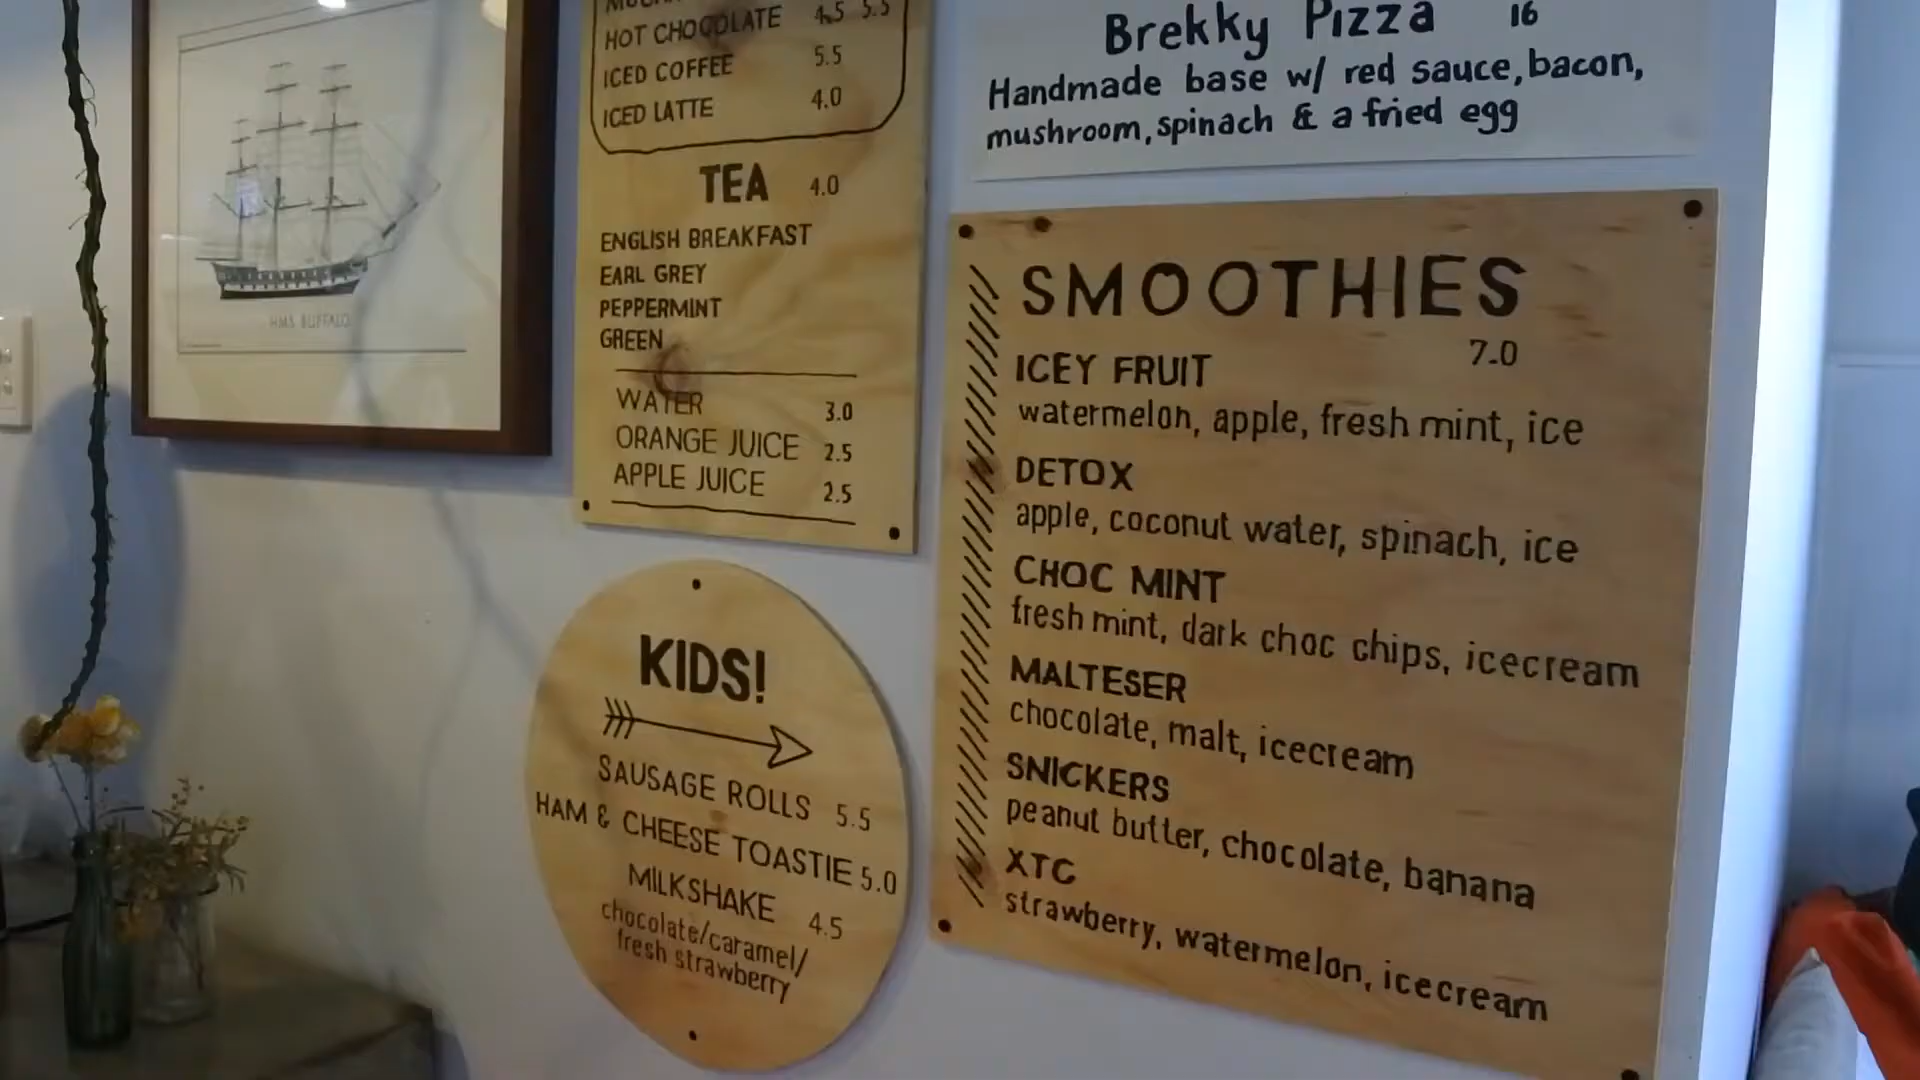 HMS BUFFALO
HOT CHOCOLATE 4.5 5.5
ICED COFFEE 5.5
ICED LATTE 4.0
TEA 4.0
ENGLISH BREAKFAST
EARL GREY
PEPPERMINT
GREEN
WATER 3.0
ORANGE JUICE 2.5
APPLE JUICE 2.5
KIDS!
SAUSAGE ROLLS 5.5
HAM & CHEESE TOASTIE 5.0
MILKSHAKE 4.5
chocolate/caramel/
fresh strawberry
Brekky Pizza 16
Handmade base w/ red sauce, bacon,
mushroom, spinach & a fried egg
SMOOTHIES
7.0
ICEY FRUIT
watermelon, apple, fresh mint, ice
DETOX
apple, coconut water, spinach, ice
CHOC MINT
fresh mint, dark choc chips, icecream
MALTESER
chocolate, malt, icecream
SNICKERS
peanut butter, chocolate, banana
XTC
strawberry, watermelon, icecream